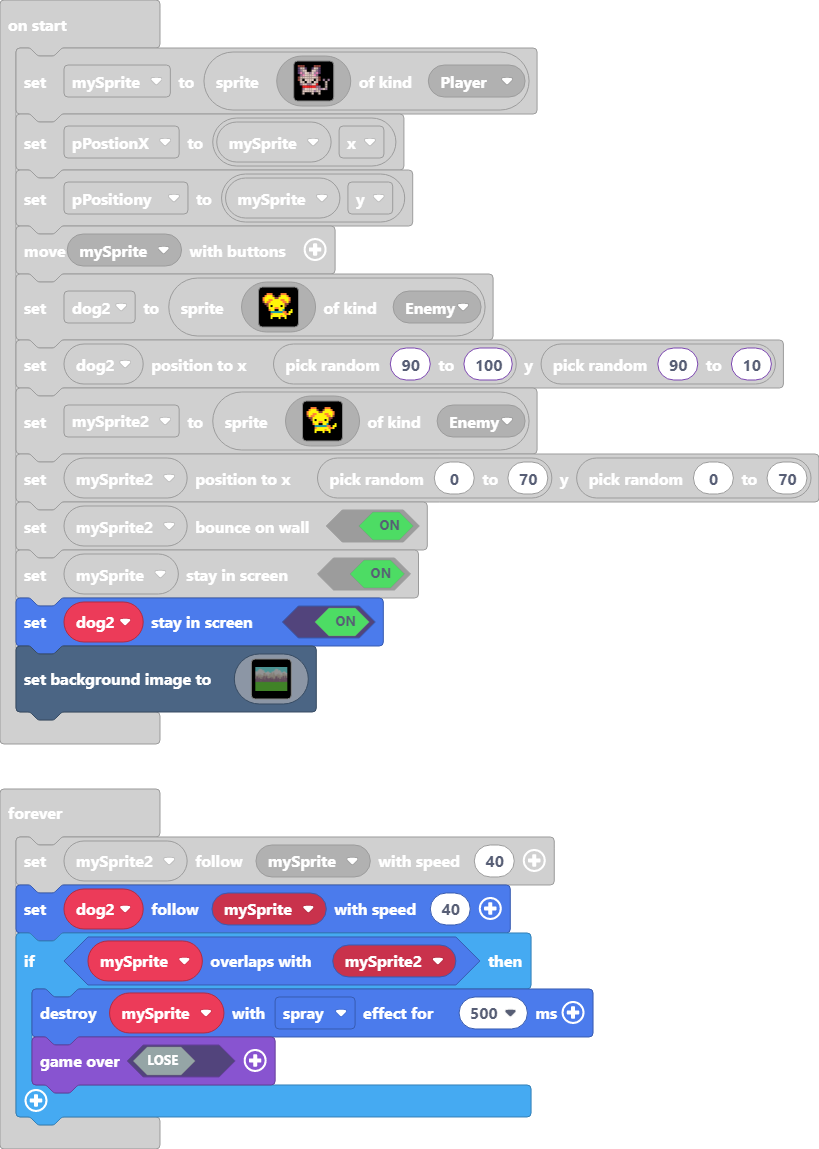 on start
set mySprite to sprite of kind Player
set pPostionX to mySprite x
set pPositiony to mySprite y
move mySprite with buttons
set dog2 to sprite of kind Enemy
set dog2 position to x pick random 90 to 100 y pick random 90 to 10
set mySprite2 to sprite of kind Enemy
set mySprite2 position to x pick random 0 to 70 y pick random 0 to 70
set mySprite2 bounce on wall ON
set mySprite stay in screen ON
set dog2 stay in screen ON
set background image to
forever
set mySprite2 follow mySprite with speed 40
set dog2 follow mySprite with speed 40
if mySprite overlaps with mySprite2 then
destroy mySprite with spray effect for 500 ms
game over LOSE